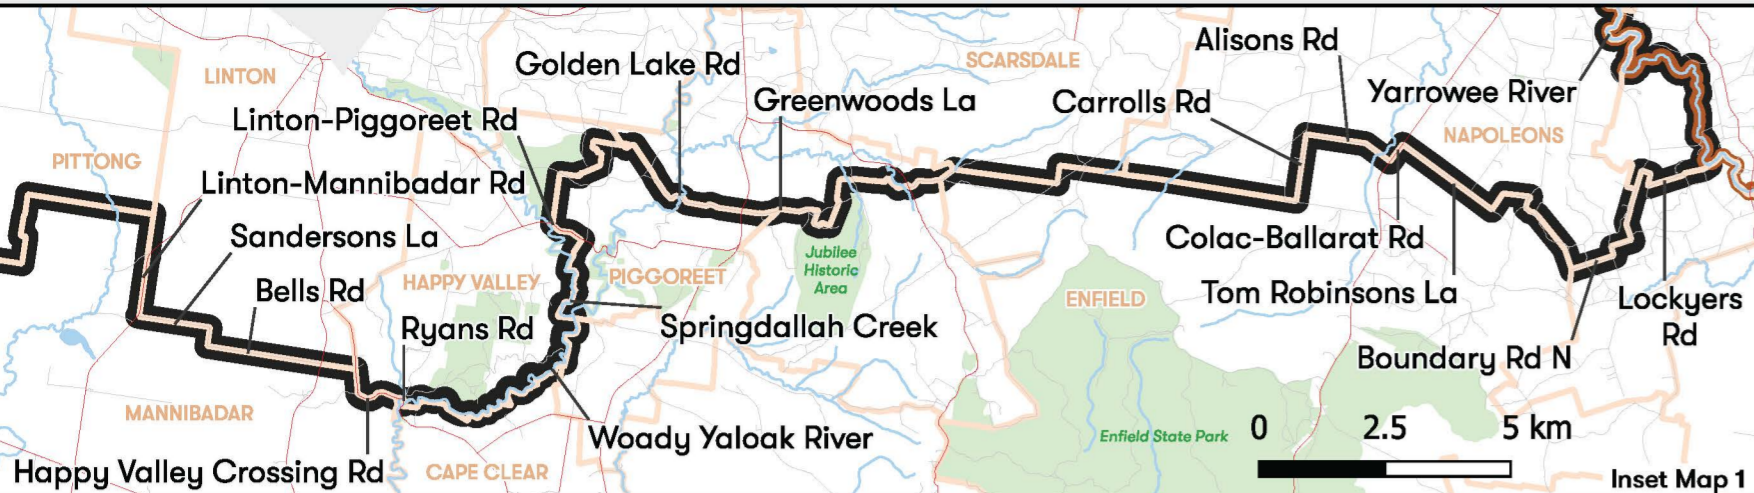 Alisons Rd
Golden Lake Rd
SCARSDALE
LINTON
Yarrowee River
Greenwoods La
Carrolls Rd
Linton-Piggoreet Rd
NAPOLEONS
PITTONG
Linton-Mannibadar Rd
Sandersons La
Colac-Ballarat Rd
Jubilee
Historic
Area
HAPPY VALLEY
PIGGOREET
Bells Rd
Tom Robinsons La
ENFIELD
Lockyers
Rd
Ryans Rd
Springdallah Creek
Boundary Rd N
MANNIBADAR
Woady Yaloak River
Enfield State Park
0 2.5 5 km
Happy Valley Crossing Rd
CAPE CLEAR
Inset Map 1